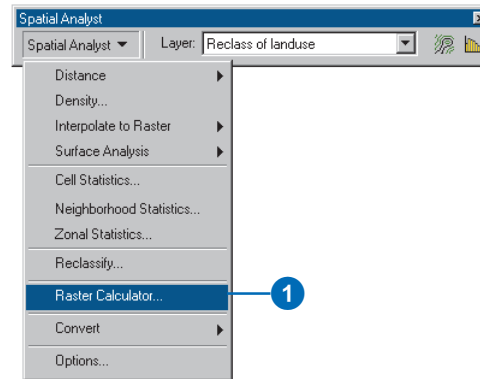 Spatial Analyst
Spatial Analyst Layer: Reclass of landuse
Distance
Density...
Interpolate to Raster
Surface Analysis
Cell Statistics...
Neighborhood Statistics...
Zonal Statistics...
Reclassify...
Raster Calculator... 1
Convert
Options...